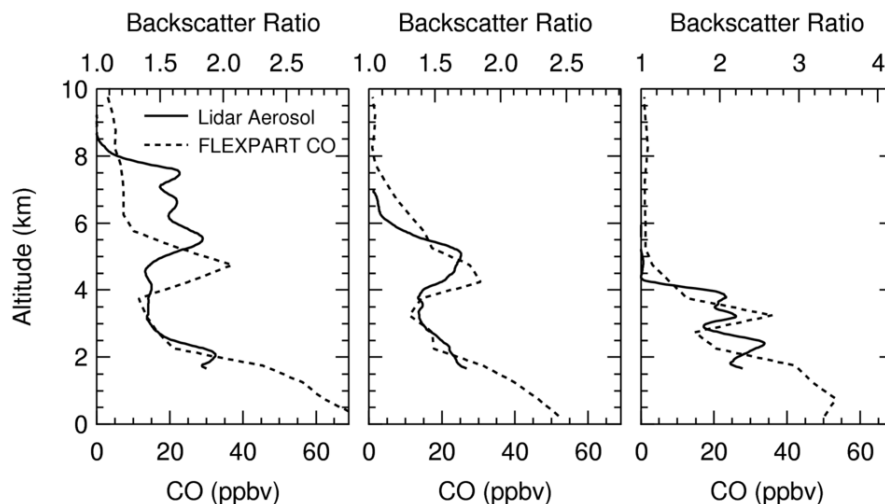 Backscatter Ratio Backscatter Ratio Backscatter Ratio
1.0 1.5 2.0 2.5 1.0 1.5 2.0 2.5 1 2 3 4
10
8
6
4
2
0
Altitude (km)
Lidar Aerosol
FLEXPART CO
0 20 40 60 0 20 40 60 0 20 40 60
CO (ppbv) CO (ppbv) CO (ppbv)